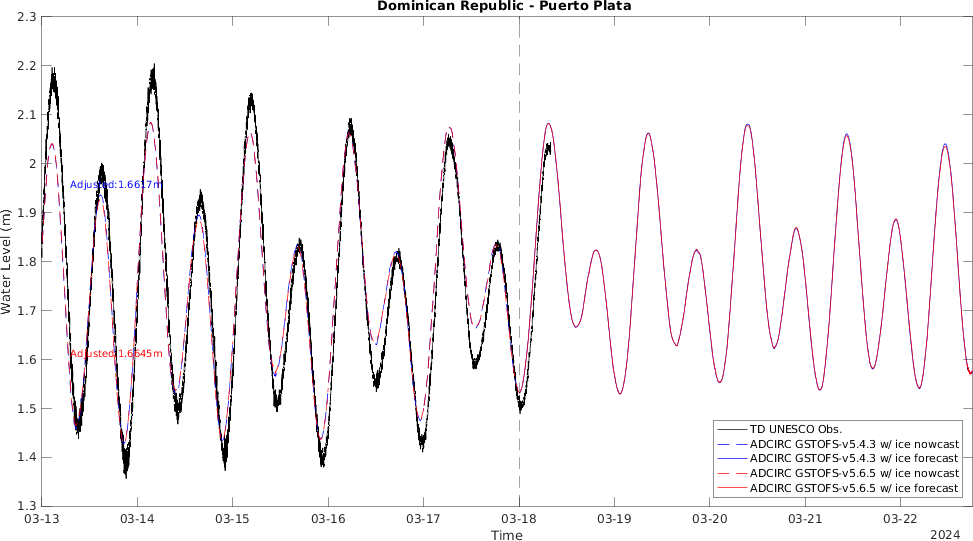 Dominican Republic - Puerto Plata
2.3
2.2
2.1
2
1.9
1.8
1.7
1.6
1.5
1.4
1.3
Water Level (m)
Adjusted:1.6617m
Adjusted:1.6645m
TD UNESCO Obs.
ADCIRC GSTOFS-v5.4.3 w/ ice nowcast
ADCIRC GSTOFS-v5.4.3 w/ ice forecast
ADCIRC GSTOFS-v5.6.5 w/ ice nowcast
ADCIRC GSTOFS-v5.6.5 w/ ice forecast
03-13 03-14 03-15 03-16 03-17 03-18 03-19 03-20 03-21 03-22
Time
2024